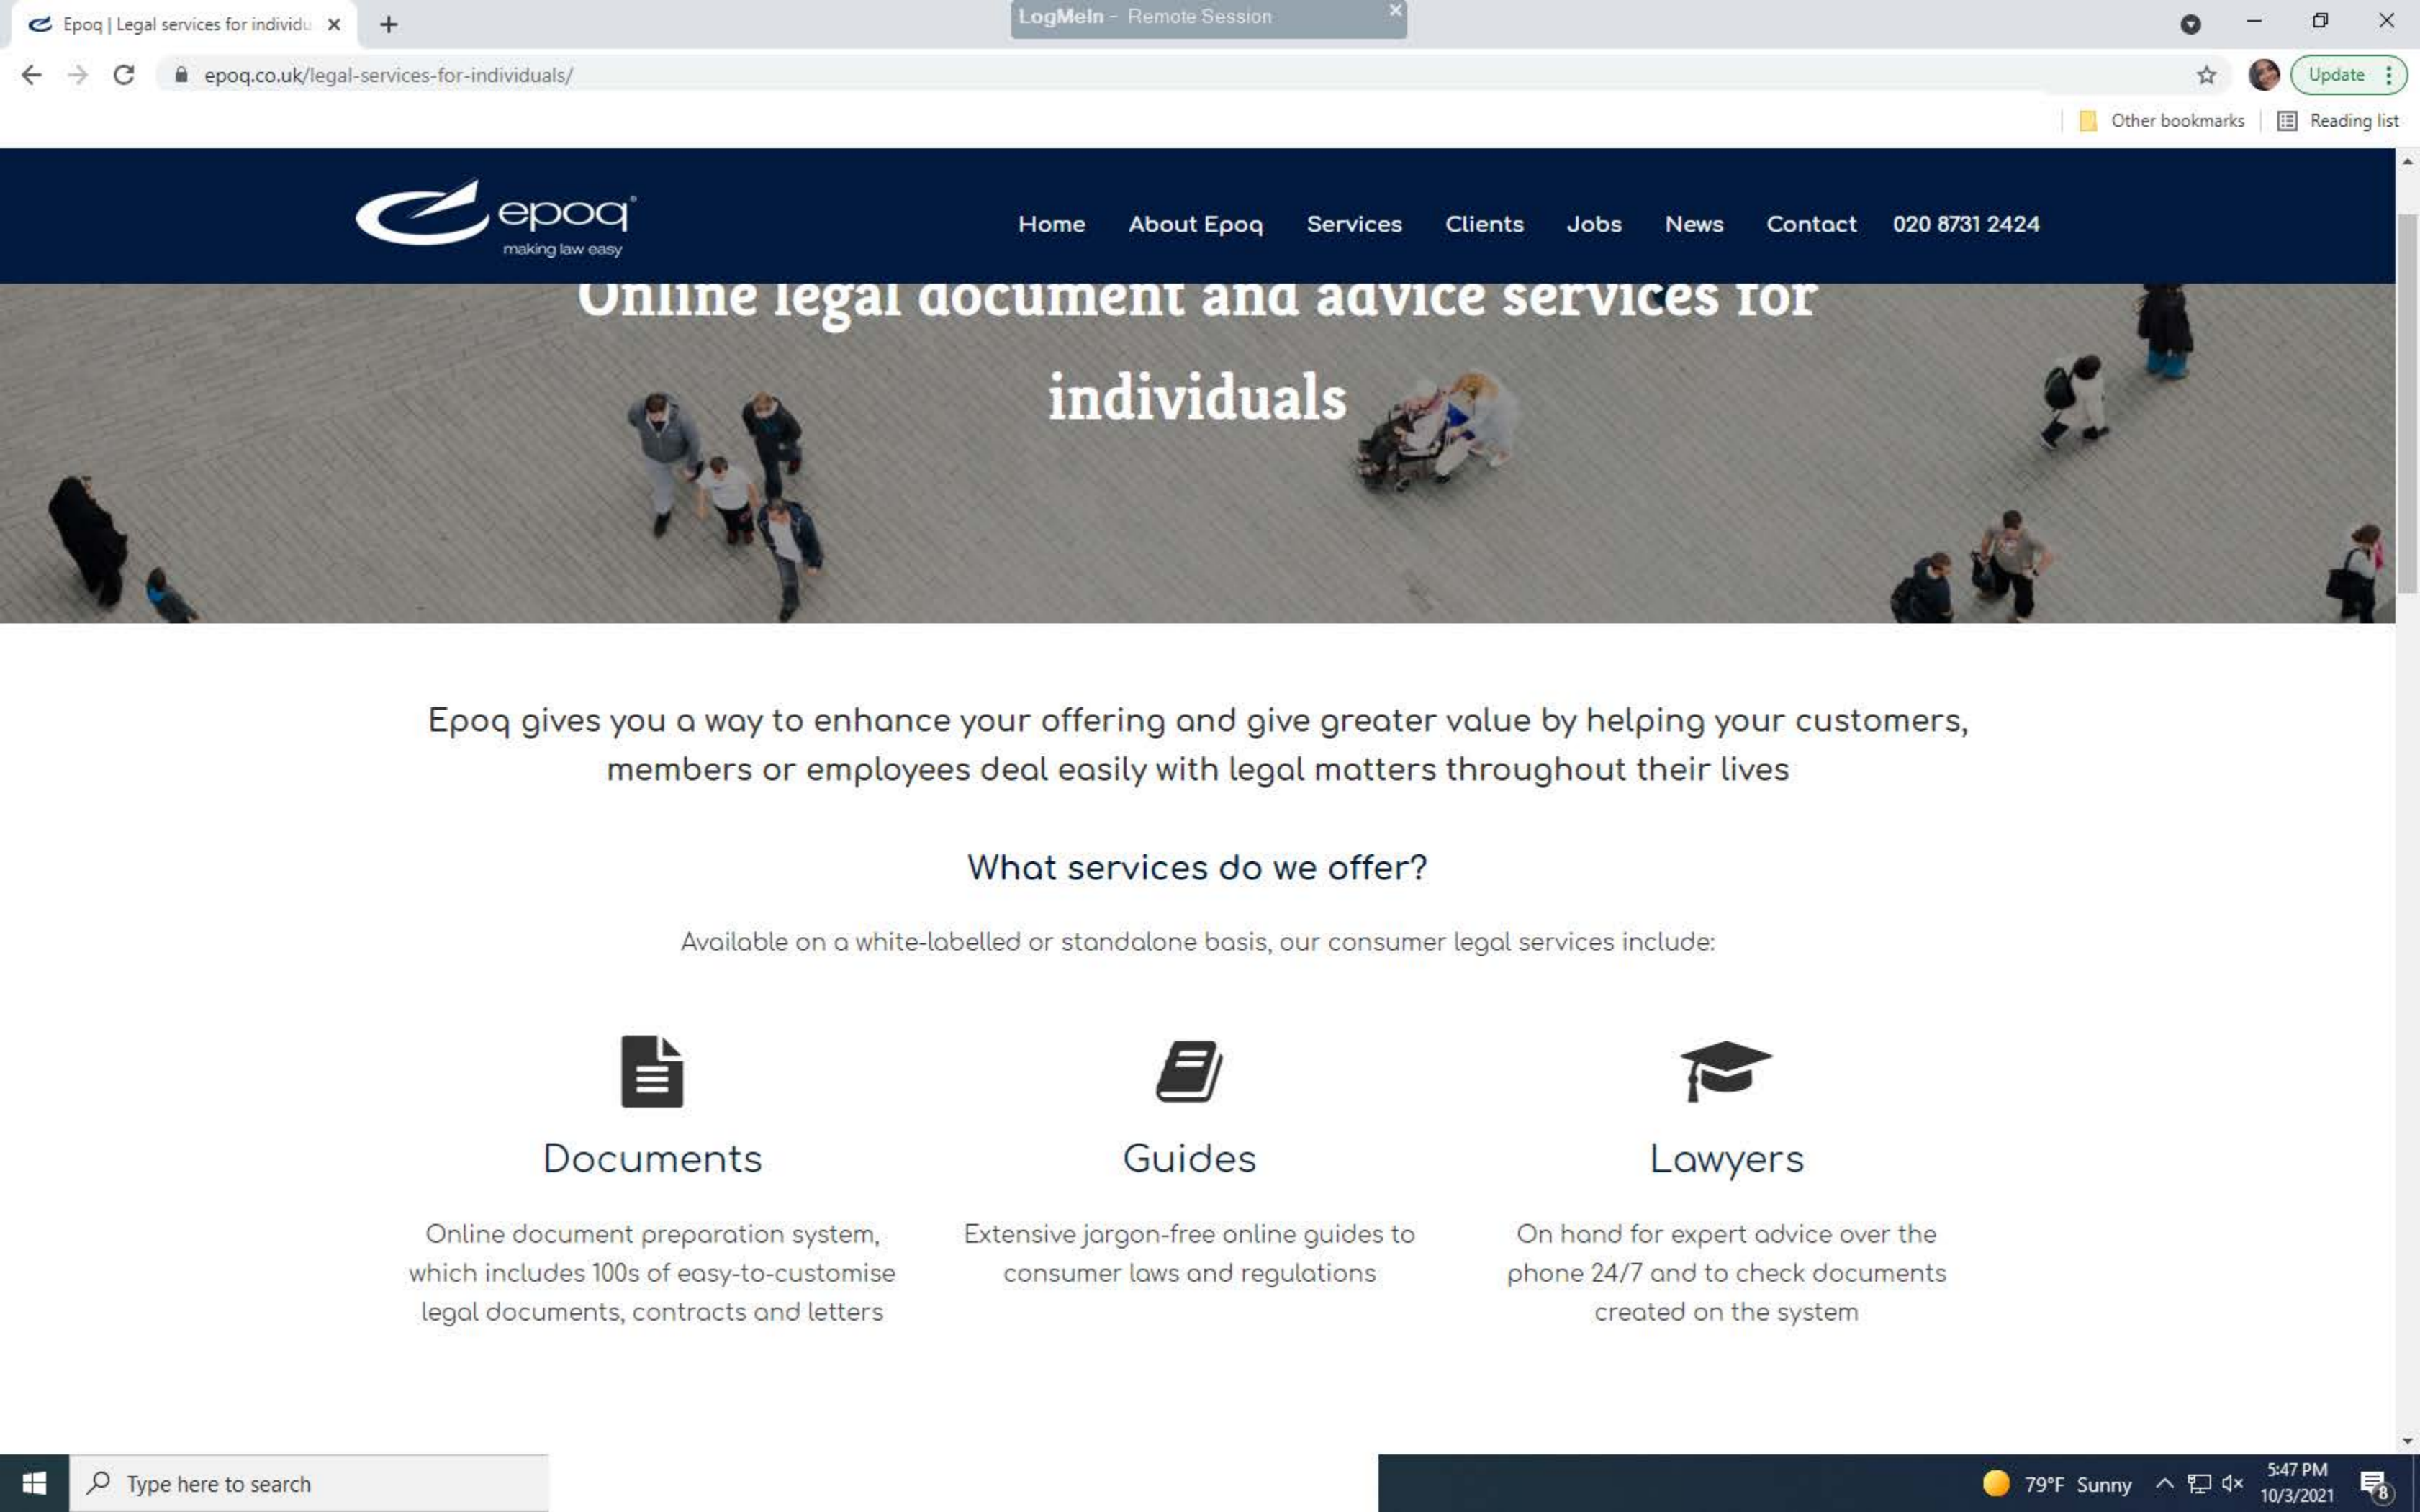 Epoq | Legal services for individu
LogMeIn - Remote Session
epoq.co.uk/legal-services-for-individuals/
Update
Other bookmarks
Reading list
epoq®
making law easy
Home
About Epoq
Services
Clients
Jobs
News
Contact
020 8731 2424
Online legal document and advice services for
individuals
Epoq gives you a way to enhance your offering and give greater value by helping your customers,
members or employees deal easily with legal matters throughout their lives
What services do we offer?
Available on a white-labelled or standalone basis, our consumer legal services include:
Documents
Online document preparation system,
which includes 100s of easy-to-customise
legal documents, contracts and letters
Guides
Extensive jargon-free online guides to
consumer laws and regulations
Lawyers
On hand for expert advice over the
phone 24/7 and to check documents
created on the system
Type here to search
79°F Sunny
5:47 PM
10/3/2021
8